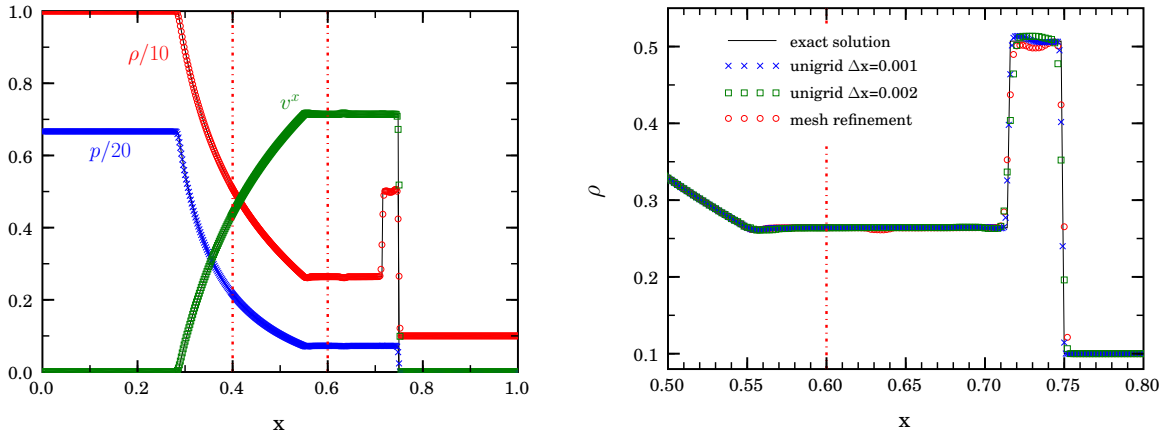 1.0
0.8
0.6
0.4
0.2
0.0
ρ/10
p/20
v^x
0.0 0.2 0.4 0.6 0.8 1.0
x
0.5
0.4
0.3
0.2
0.1
ρ
exact solution
unigrid Δx=0.001
unigrid Δx=0.002
mesh refinement
0.50 0.55 0.60 0.65 0.70 0.75 0.80
x